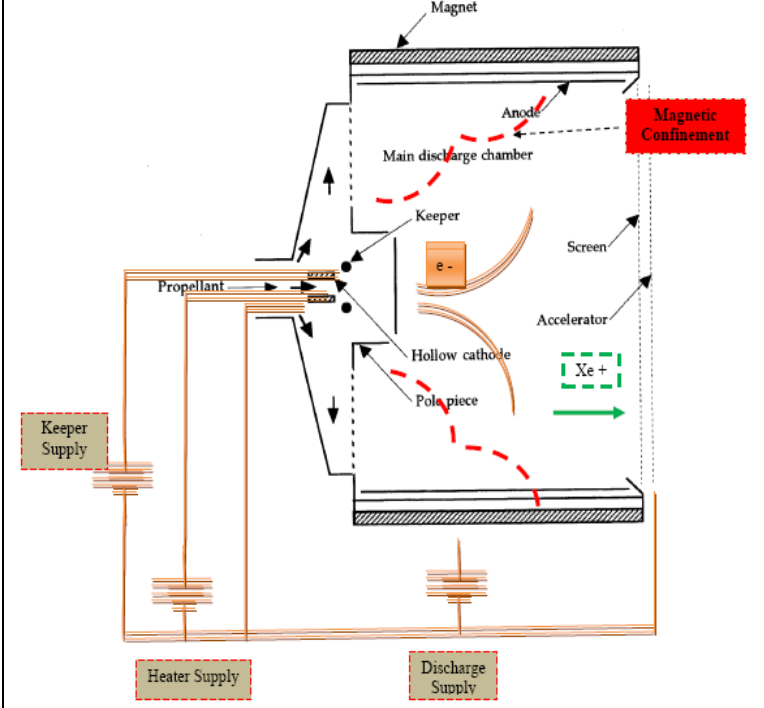 Magnet
Anode
Magnetic
Confinement
Main discharge chamber
Keeper
Screen
e -
Propellant
Accelerator
Hollow cathode
Xe +
Pole piece
Keeper
Supply
Heater Supply
Discharge
Supply